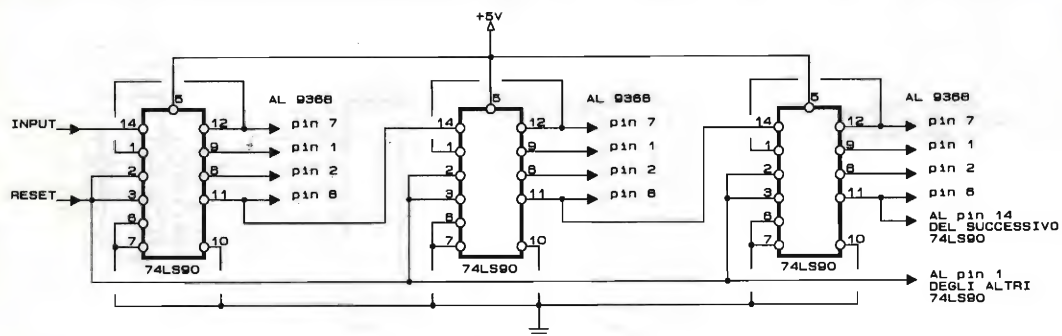 +5V
5
AL 9368
INPUT
14
12
pin 7
1
9
pin 1
2
8
pin 2
RESET
3
11
pin 6
6
7
10
74LS90
5
AL 9368
14
12
pin 7
1
9
pin 1
2
8
pin 2
3
11
pin 6
6
7
10
74LS90
5
AL 9368
14
12
pin 7
1
9
pin 1
2
8
pin 2
3
11
pin 6
6
AL pin 14
DEL SUCCESSIVO
74LS90
7
10
74LS90
AL pin 1
DEGLI ALTRI
74LS90